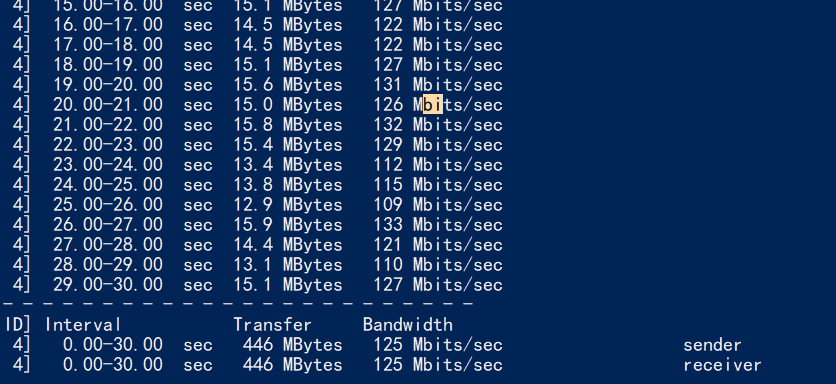 4] 15.00-16.00 sec 15.1 MBytes 127 Mbits/sec
4] 16.00-17.00 sec 14.5 MBytes 122 Mbits/sec
4] 17.00-18.00 sec 14.5 MBytes 122 Mbits/sec
4] 18.00-19.00 sec 15.1 MBytes 127 Mbits/sec
4] 19.00-20.00 sec 15.6 MBytes 131 Mbits/sec
4] 20.00-21.00 sec 15.0 MBytes 126 Mbits/sec
4] 21.00-22.00 sec 15.8 MBytes 132 Mbits/sec
4] 22.00-23.00 sec 15.4 MBytes 129 Mbits/sec
4] 23.00-24.00 sec 13.4 MBytes 112 Mbits/sec
4] 24.00-25.00 sec 13.8 MBytes 115 Mbits/sec
4] 25.00-26.00 sec 12.9 MBytes 109 Mbits/sec
4] 26.00-27.00 sec 15.9 MBytes 133 Mbits/sec
4] 27.00-28.00 sec 14.4 MBytes 121 Mbits/sec
4] 28.00-29.00 sec 13.1 MBytes 110 Mbits/sec
4] 29.00-30.00 sec 15.1 MBytes 127 Mbits/sec
- - - - - - - - - - - - - - - - - - - - - - - -
ID] Interval Transfer Bandwidth
4] 0.00-30.00 sec 446 MBytes 125 Mbits/sec sender
4] 0.00-30.00 sec 446 MBytes 125 Mbits/sec receiver